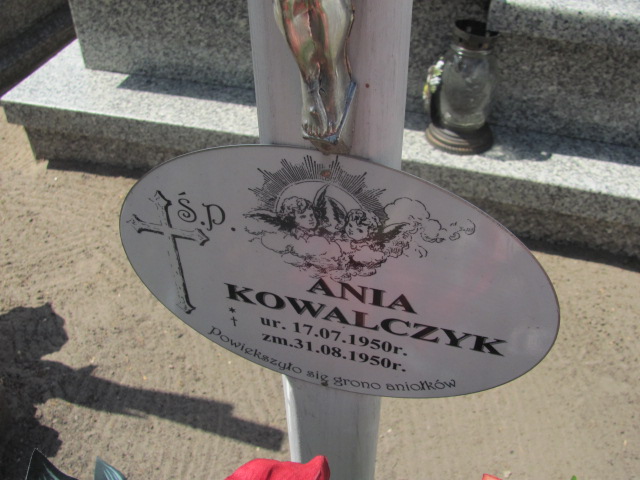 Ś.P.
ANIA
KOWALCZYK
ur. 17.07.1950r.
zm.31.08.1950r.
Powiększyło się grono aniołków